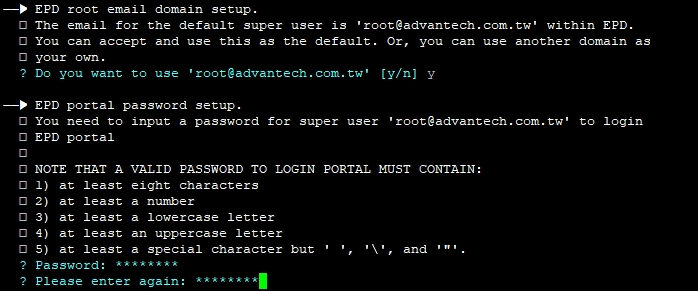 ──▶ EPD root email domain setup.
□ The email for the default super user is 'root@advantech.com.tw' within EPD.
□ You can accept and use this as the default. Or, you can use another domain as
□ your own.
? Do you want to use 'root@advantech.com.tw' [y/n] y
──▶ EPD portal password setup.
□ You need to input a password for super user 'root@advantech.com.tw' to login
□ EPD portal
□
□ NOTE THAT A VALID PASSWORD TO LOGIN PORTAL MUST CONTAIN:
□ 1) at least eight characters
□ 2) at least a number
□ 3) at least a lowercase letter
□ 4) at least an uppercase letter
□ 5) at least a special character but ' ', '\', and '"'.
? Password: ********
? Please enter again: ********